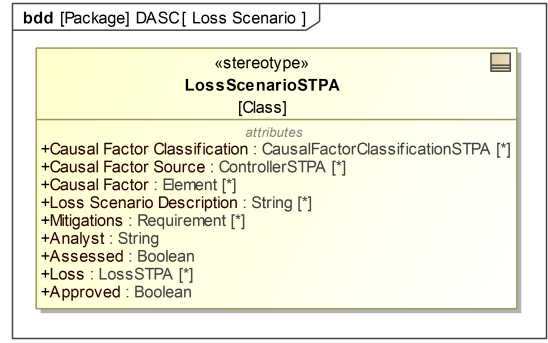 bdd [Package] DASC[ Loss Scenario ]
«stereotype»
LossScenarioSTPA
[Class]
attributes
+Causal Factor Classification : CausalFactorClassificationSTPA [*]
+Causal Factor Source : ControllerSTPA [*]
+Causal Factor : Element [*]
+Loss Scenario Description : String [*]
+Mitigations : Requirement [*]
+Analyst : String
+Assessed : Boolean
+Loss : LossSTPA [*]
+Approved : Boolean